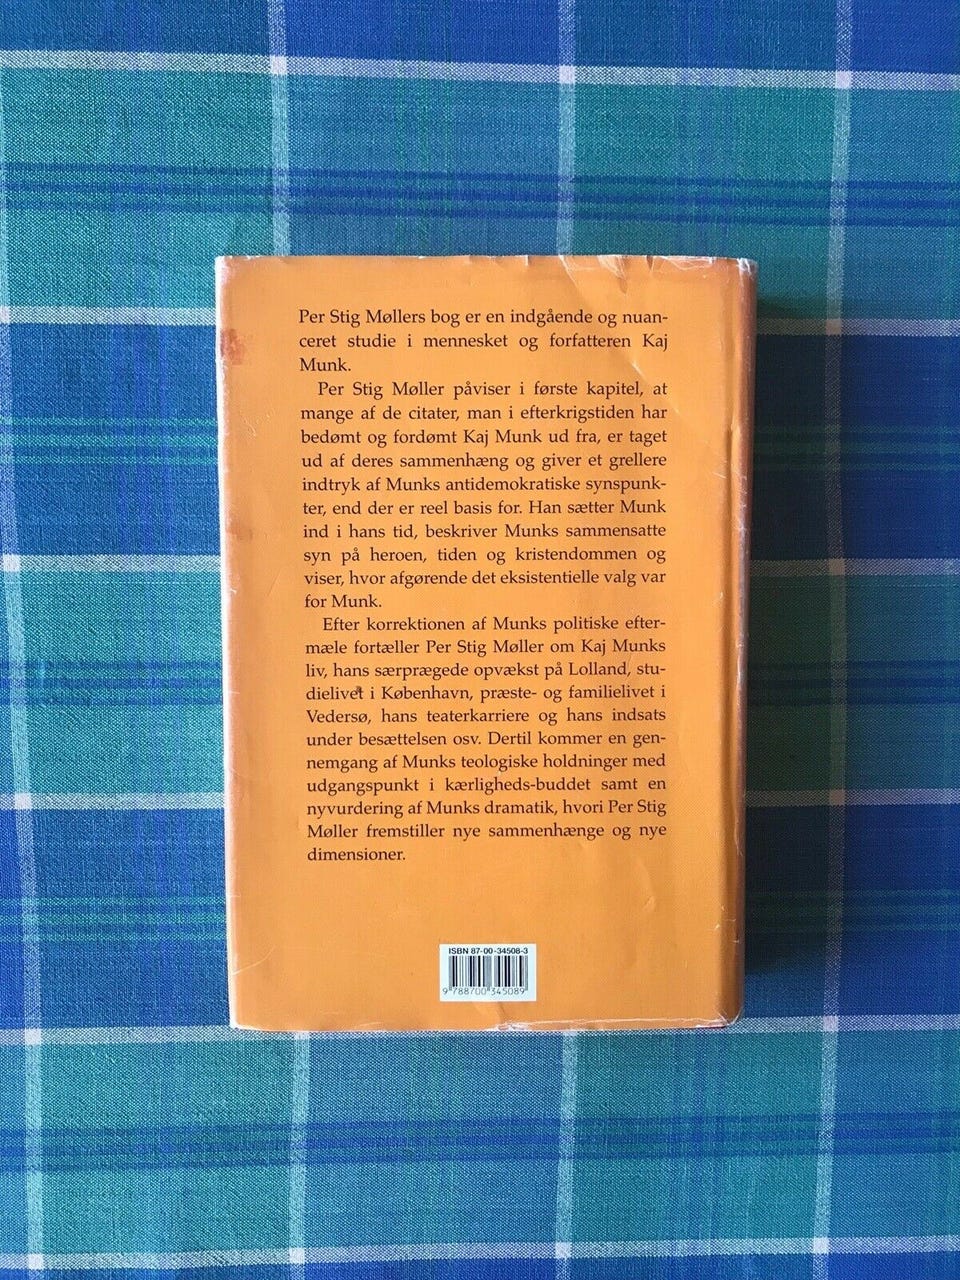 Per Stig Møllers bog er en indgående og nuan-
ceret studie i mennesket og forfatteren Kaj
Munk.
Per Stig Møller påviser i første kapitel, at
mange af de citater, man i efterkrigstiden har
bedømt og fordømt Kaj Munk ud fra, er taget
ud af deres sammenhæng og giver et grellere
indtryk af Munks antidemokratiske synspunk-
ter, end der er reel basis for. Han sætter Munk
ind i hans tid, beskriver Munks sammensatte
syn på heroen, tiden og kristendommen og
viser, hvor afgørende det eksistentielle valg var
for Munk.
Efter korrektionen af Munks politiske efter-
mæle fortæller Per Stig Møller om Kaj Munks
liv, hans særprægede opvækst på Lolland, stu-
dielivet i København, præste- og familielivet i
Vedersø, hans teaterkarriere og hans indsats
under besættelsen osv. Dertil kommer en gen-
nemgang af Munks teologiske holdninger med
udgangspunkt i kærligheds-buddet samt en
nyvurdering af Munks dramatik, hvori Per Stig
Møller fremstiller nye sammenhænge og nye
dimensioner.
ISBN 87-00-34508-3
9 788700 345089